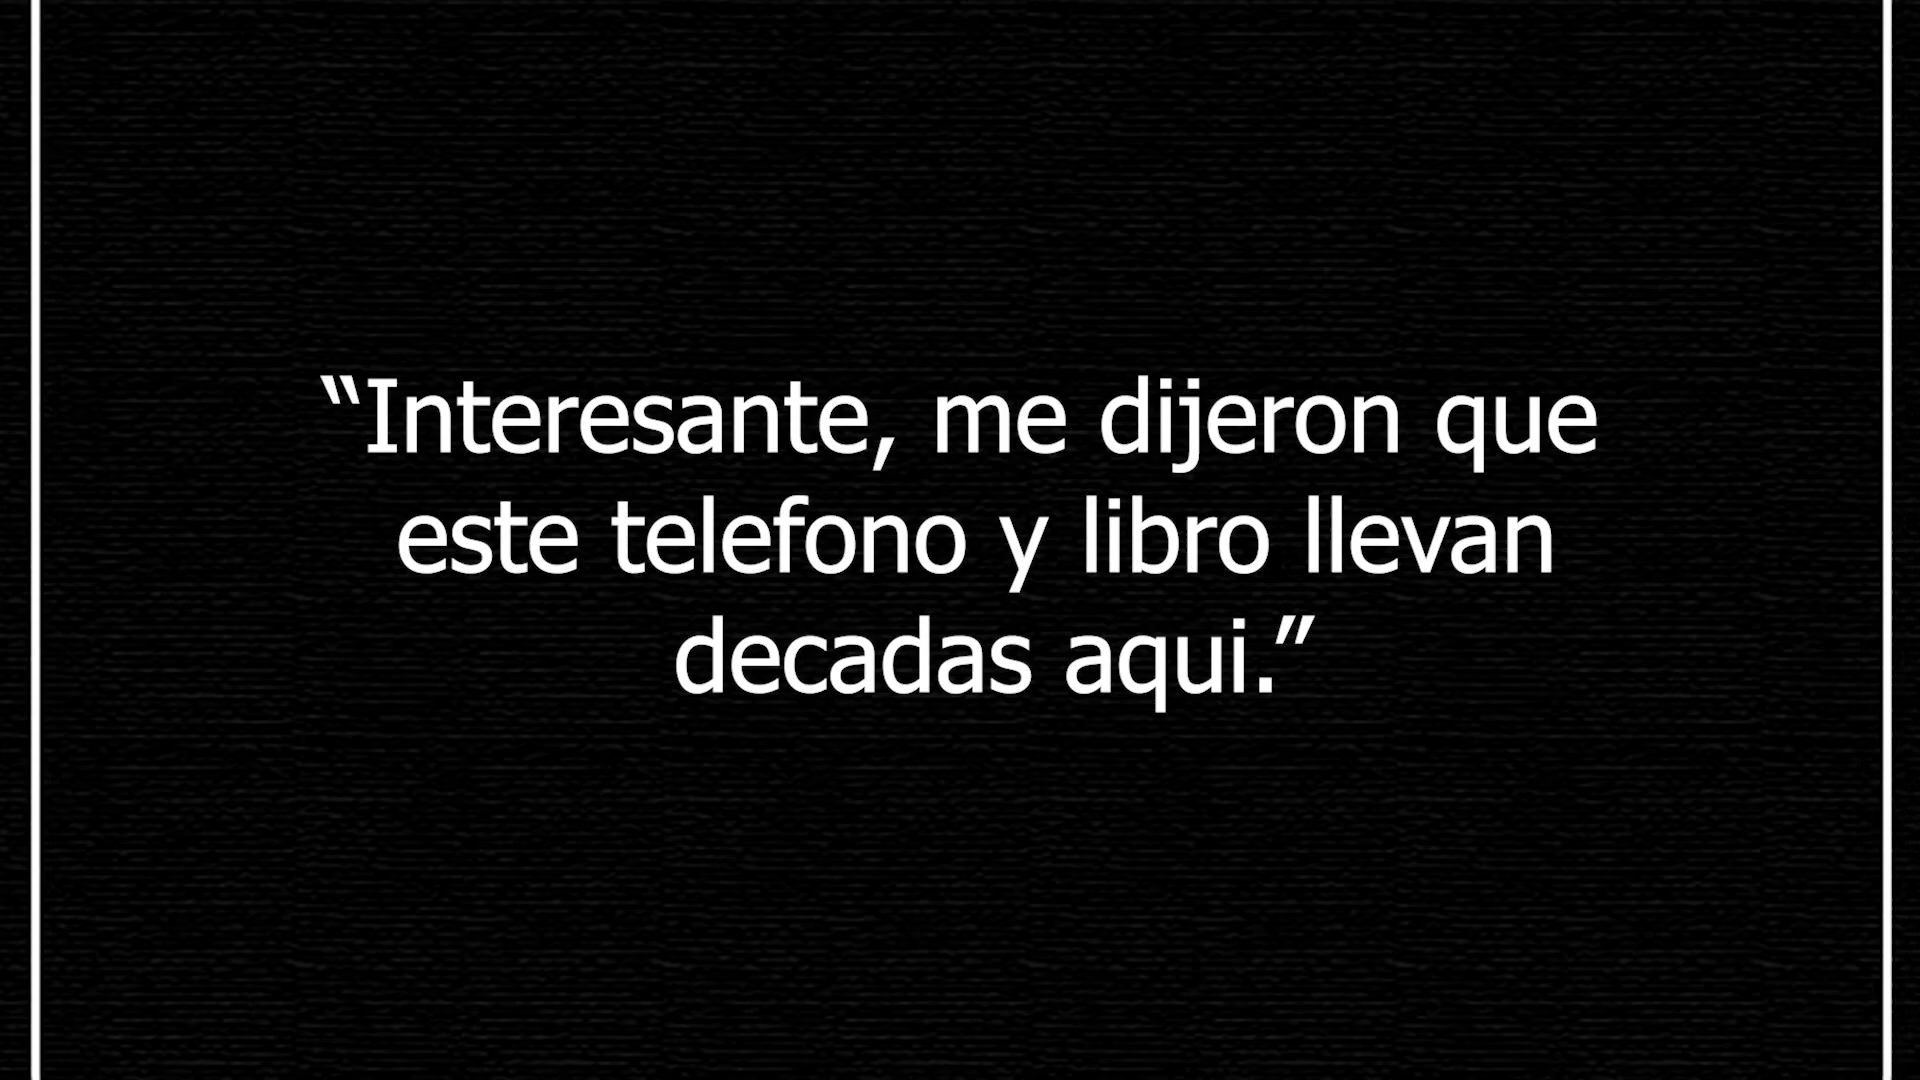 “Interesante, me dijeron que
este telefono y libro llevan
decadas aqui.”